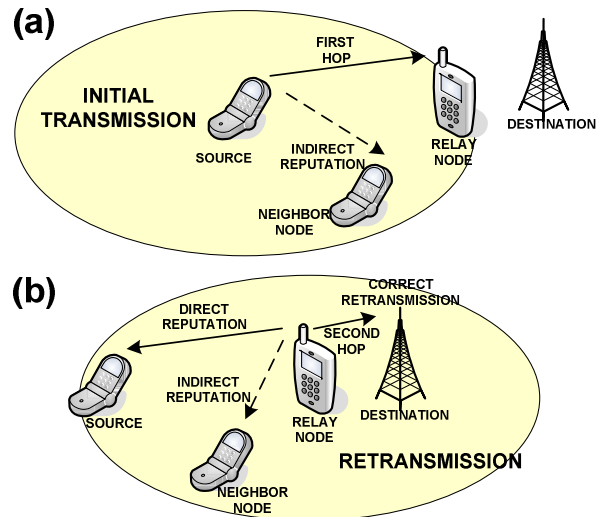 (a)
FIRST
HOP
INITIAL
TRANSMISSION
SOURCE
INDIRECT
REPUTATION
RELAY
NODE
DESTINATION
NEIGHBOR
NODE
(b)
CORRECT
RETRANSMISSION
DIRECT
REPUTATION
SECOND
HOP
INDIRECT
REPUTATION
SOURCE
RELAY
NODE
DESTINATION
NEIGHBOR
NODE
RETRANSMISSION